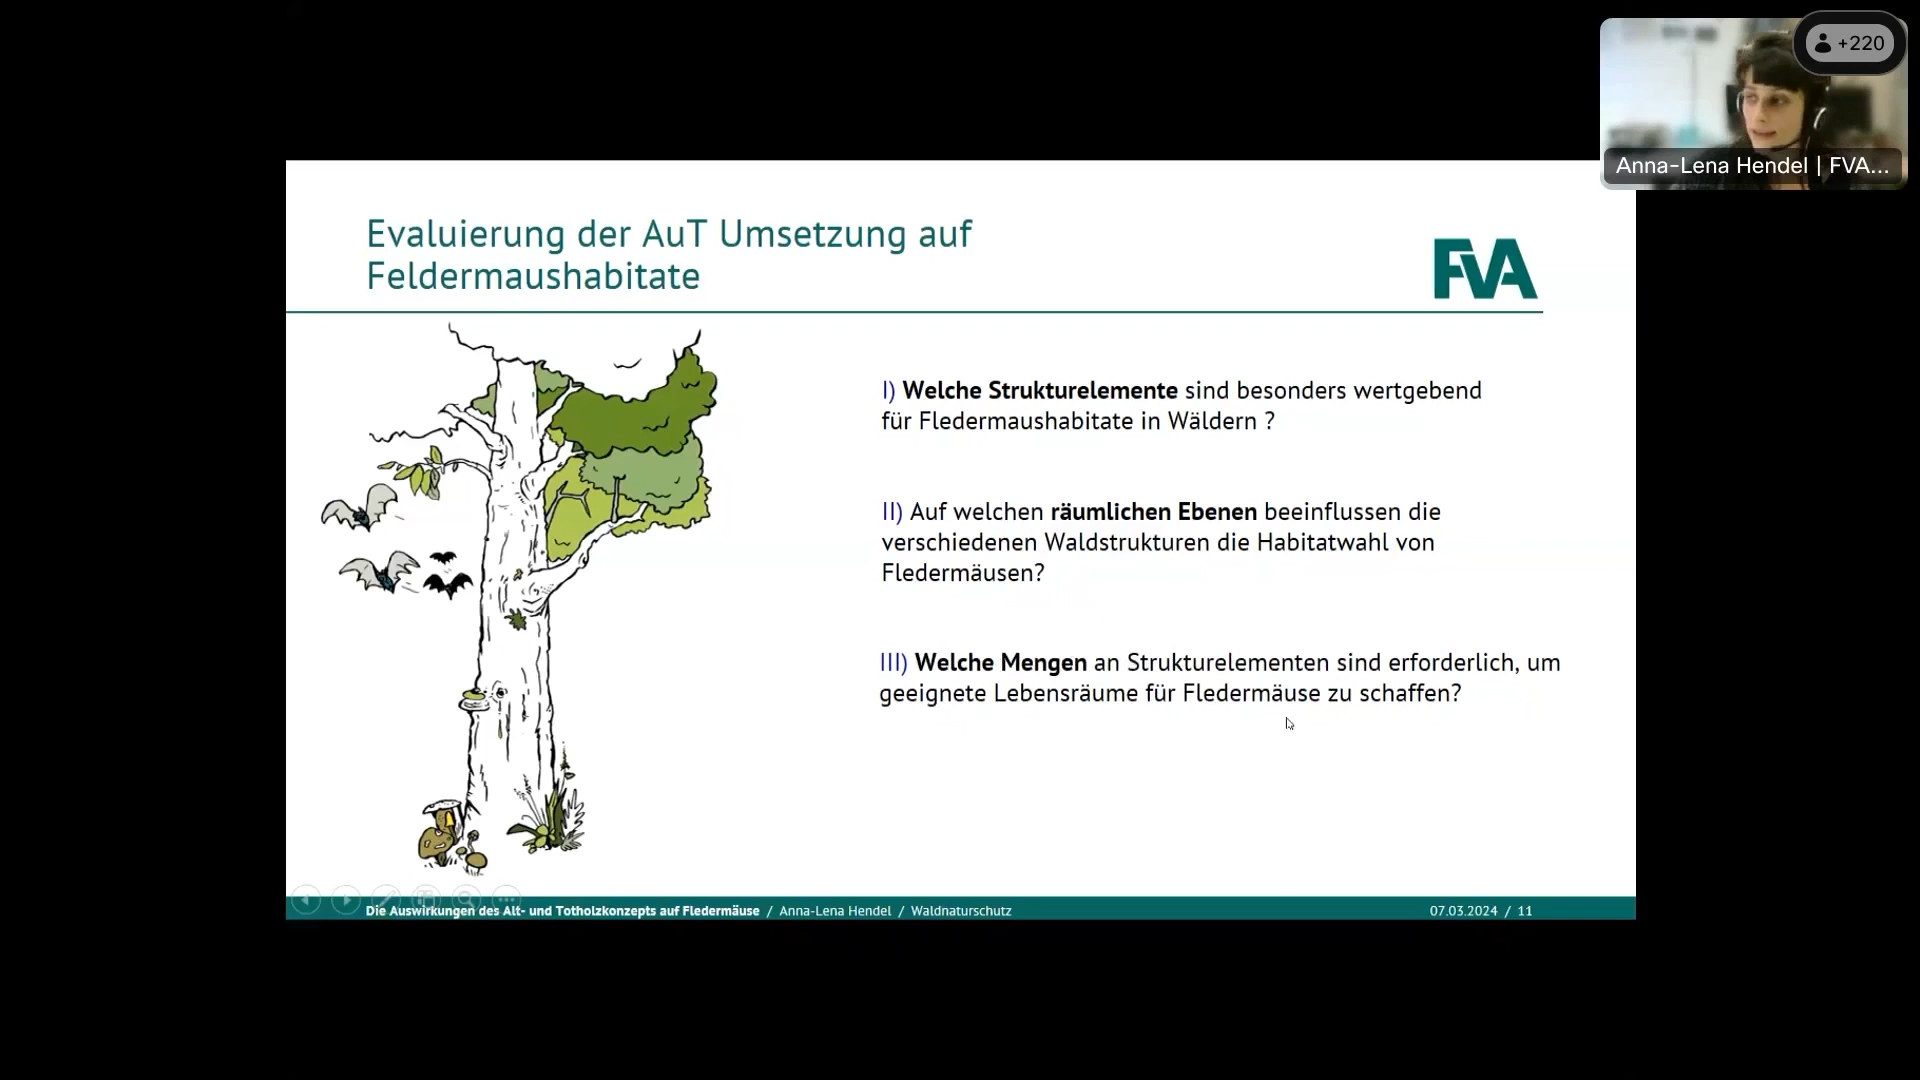 +220
Anna-Lena Hendel | FVA...
Evaluierung der AuT Umsetzung auf
Feldermaushabitate
FVA
I) Welche Strukturelemente sind besonders wertgebend
für Fledermaushabitate in Wäldern ?
II) Auf welchen räumlichen Ebenen beeinflussen die
verschiedenen Waldstrukturen die Habitatwahl von
Fledermäusen?
III) Welche Mengen an Strukturelementen sind erforderlich, um
geeignete Lebensräume für Fledermäuse zu schaffen?
Die Auswirkungen des Alt- und Totholzkonzepts auf Fledermäuse / Anna-Lena Hendel / Waldnaturschutz
07.03.2024 / 11